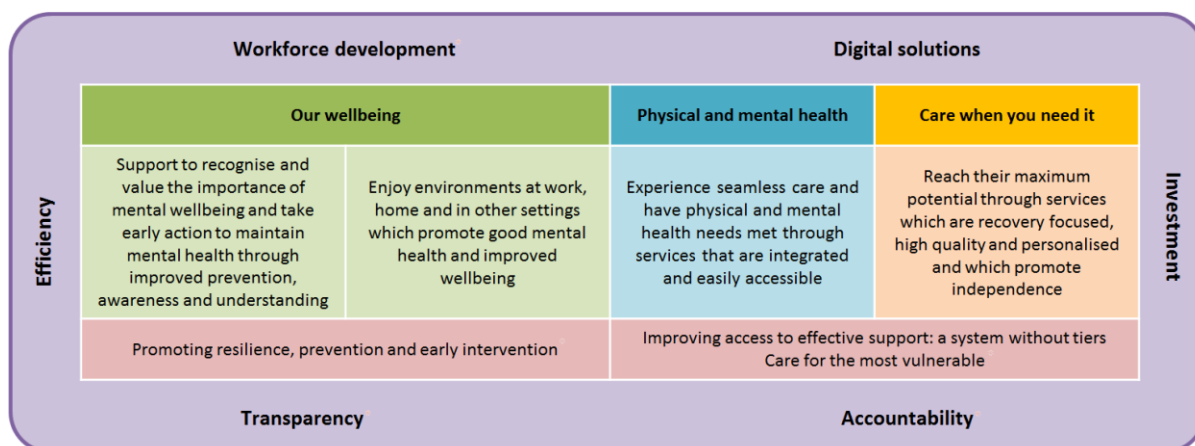 Workforce development
Digital solutions
Efficiency
Our wellbeing
Physical and mental health
Care when you need it
Support to recognise and
value the importance of
mental wellbeing and take
early action to maintain
mental health through
improved prevention,
awareness and understanding
Enjoy environments at work,
home and in other settings
which promote good mental
health and improved
wellbeing
Experience seamless care and
have physical and mental
health needs met through
services that are integrated
and easily accessible
Reach their maximum
potential through services
which are recovery focused,
high quality and personalised
and which promote
independence
Investment
Promoting resilience, prevention and early intervention
Improving access to effective support: a system without tiers
Care for the most vulnerable
Transparency
Accountability